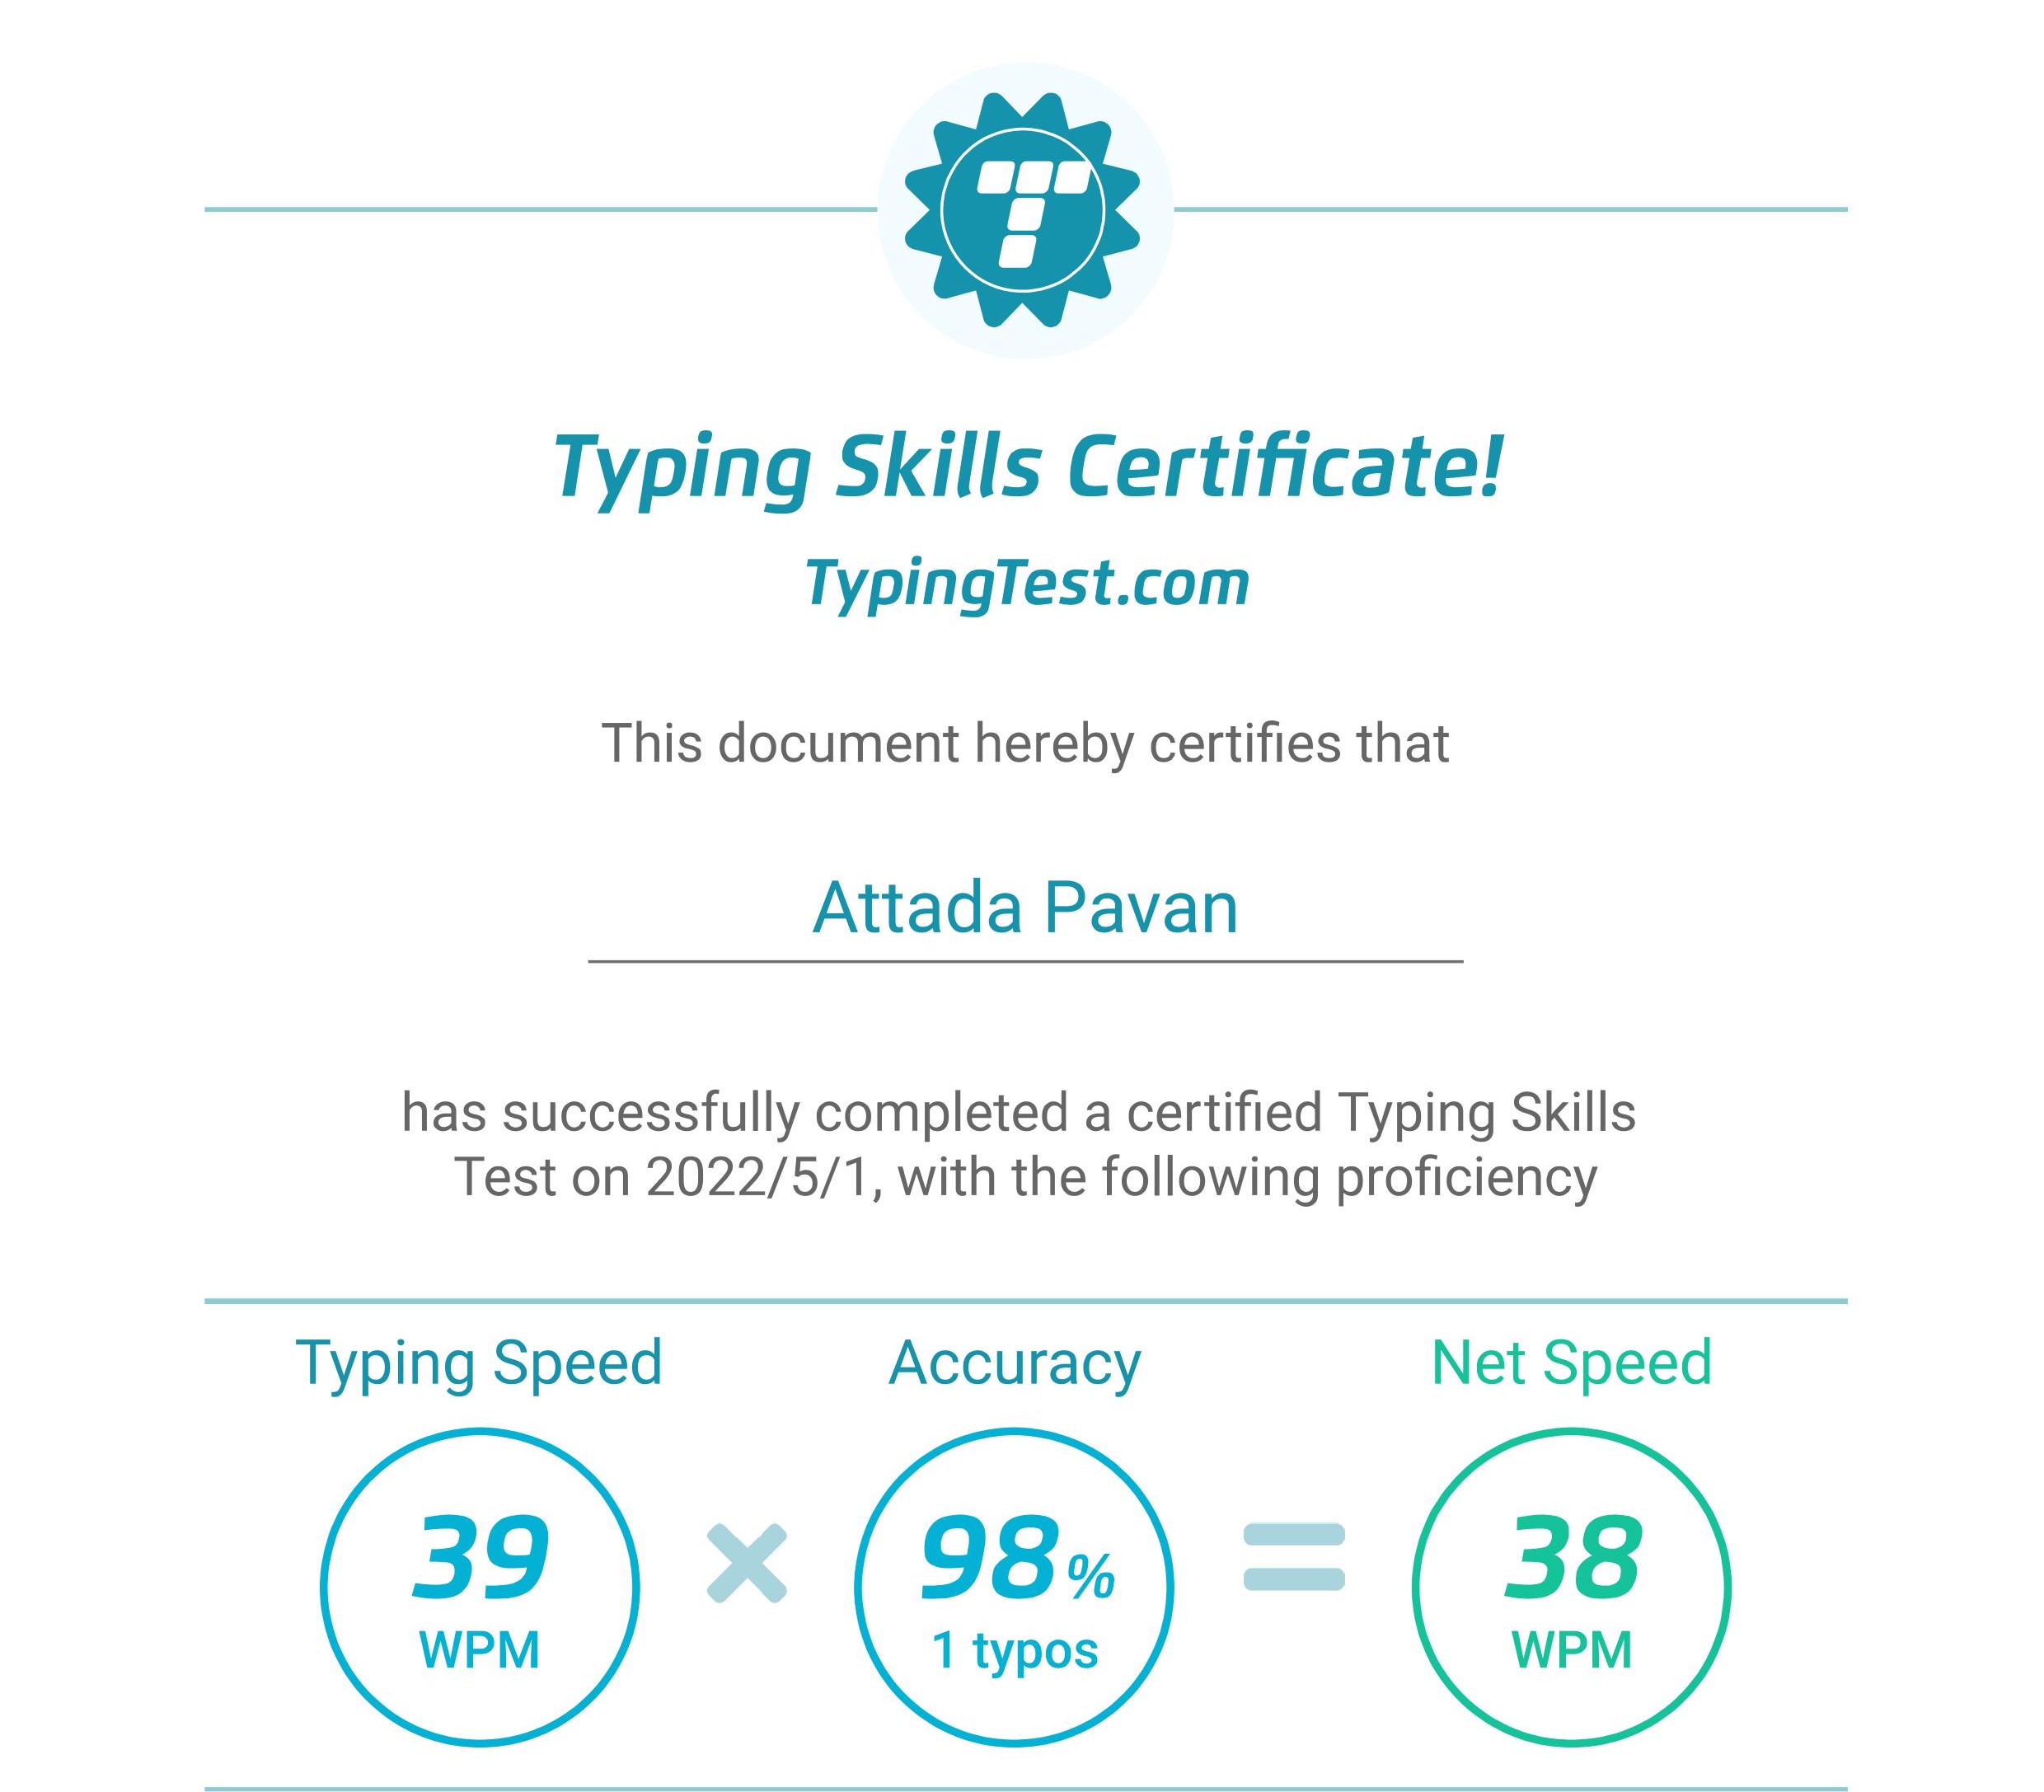 Typing Skills Certificate!
TypingTest.com
This document hereby certifies that
Attada Pavan
has successfully completed a certified Typing Skills
Test on 2022/5/1, with the following proficiency
Typing Speed Accuracy Net Speed
39 × 98% = 38
WPM 1 typos WPM